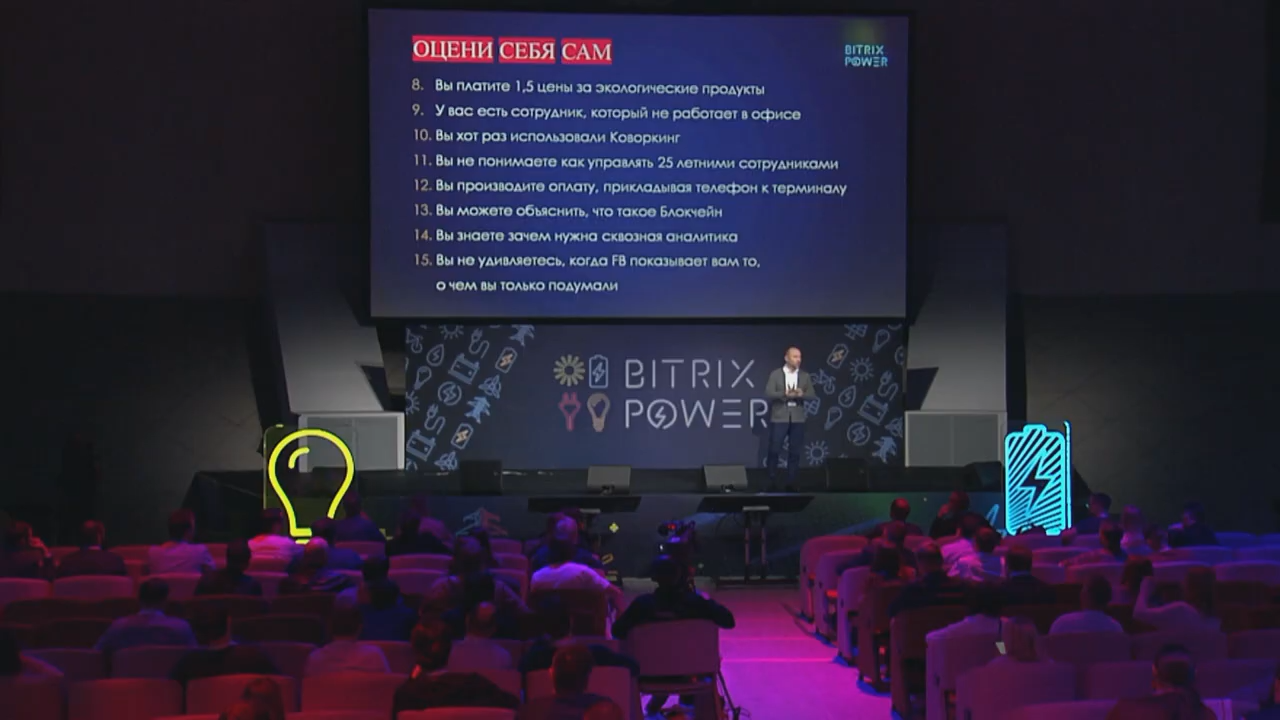 ОЦЕНИ СЕБЯ САМ
BITRIX
POWER
8. Вы платите 1,5 цены за экологические продукты
9. У вас есть сотрудник, который не работает в офисе
10. Вы хот раз использовали Коворкинг
11. Вы не понимаете как управлять 25 летними сотрудниками
12. Вы производите оплату, прикладывая телефон к терминалу
13. Вы можете объяснить, что такое Блокчейн
14. Вы знаете зачем нужна сквозная аналитика
15. Вы не удивляетесь, когда FB показывает вам то,
о чем вы только подумали
BITRIX
POWER